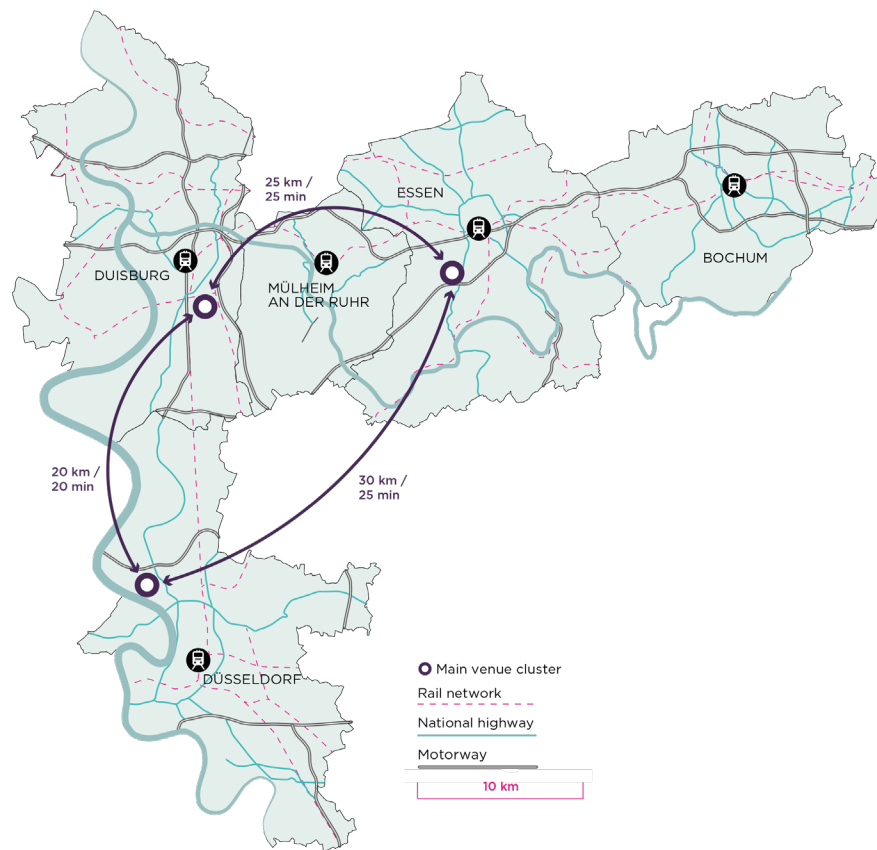 25 km /
25 min
ESSEN
DUISBURG
MÜLHEIM
AN DER RUHR
BOCHUM
20 km /
20 min
30 km /
25 min
DÜSSELDORF
Main venue cluster
Rail network
National highway
Motorway
10 km